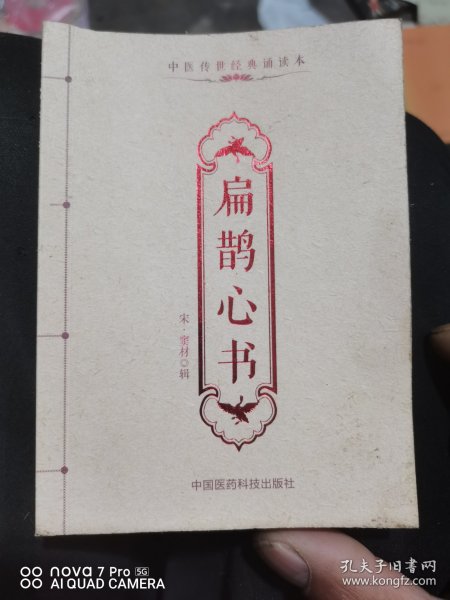 中医传世经典诵读本
扁鹊心书
宋·窦材◎辑
中国医药科技出版社
nova 7 Pro 5G
AI QUAD CAMERA
孔夫子旧书网
www.kongfz.com